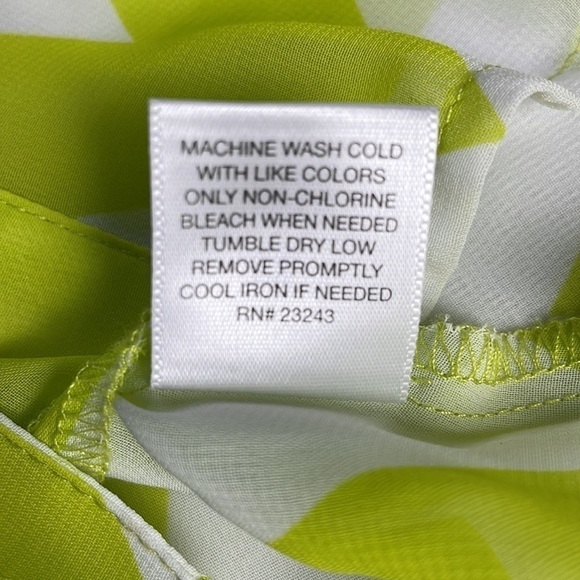 MACHINE WASH COLD
WITH LIKE COLORS
ONLY NON-CHLORINE
BLEACH WHEN NEEDED
TUMBLE DRY LOW
REMOVE PROMPTLY
COOL IRON IF NEEDED
RN# 23243